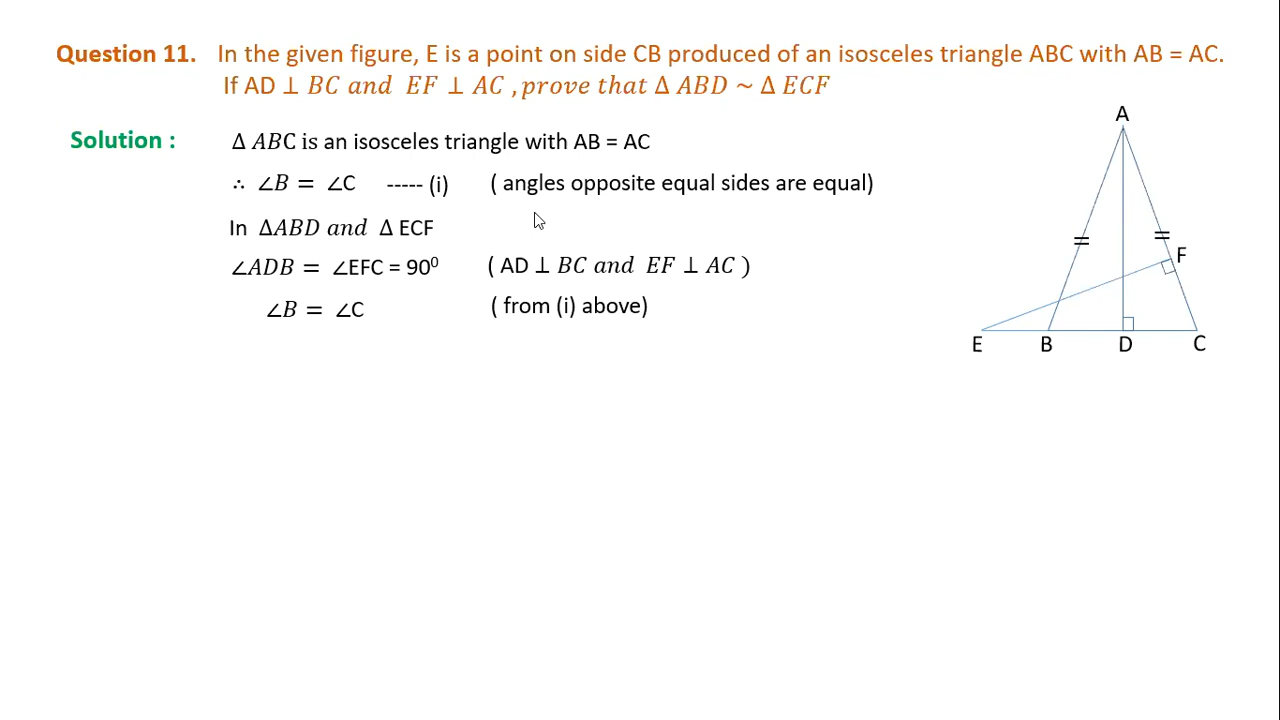 Question 11. In the given figure, E is a point on side CB produced of an isosceles triangle ABC with AB = AC.
If AD ⊥ BC and EF ⊥ AC , prove that Δ ABD ~ Δ ECF
Solution :
Δ ABC is an isosceles triangle with AB = AC
∴ ∠B = ∠C ----- (i) ( angles opposite equal sides are equal)
In ΔABD and Δ ECF
∠ADB = ∠EFC = 90⁰ ( AD ⊥ BC and EF ⊥ AC )
∠B = ∠C ( from (i) above)
A
F
E B D C